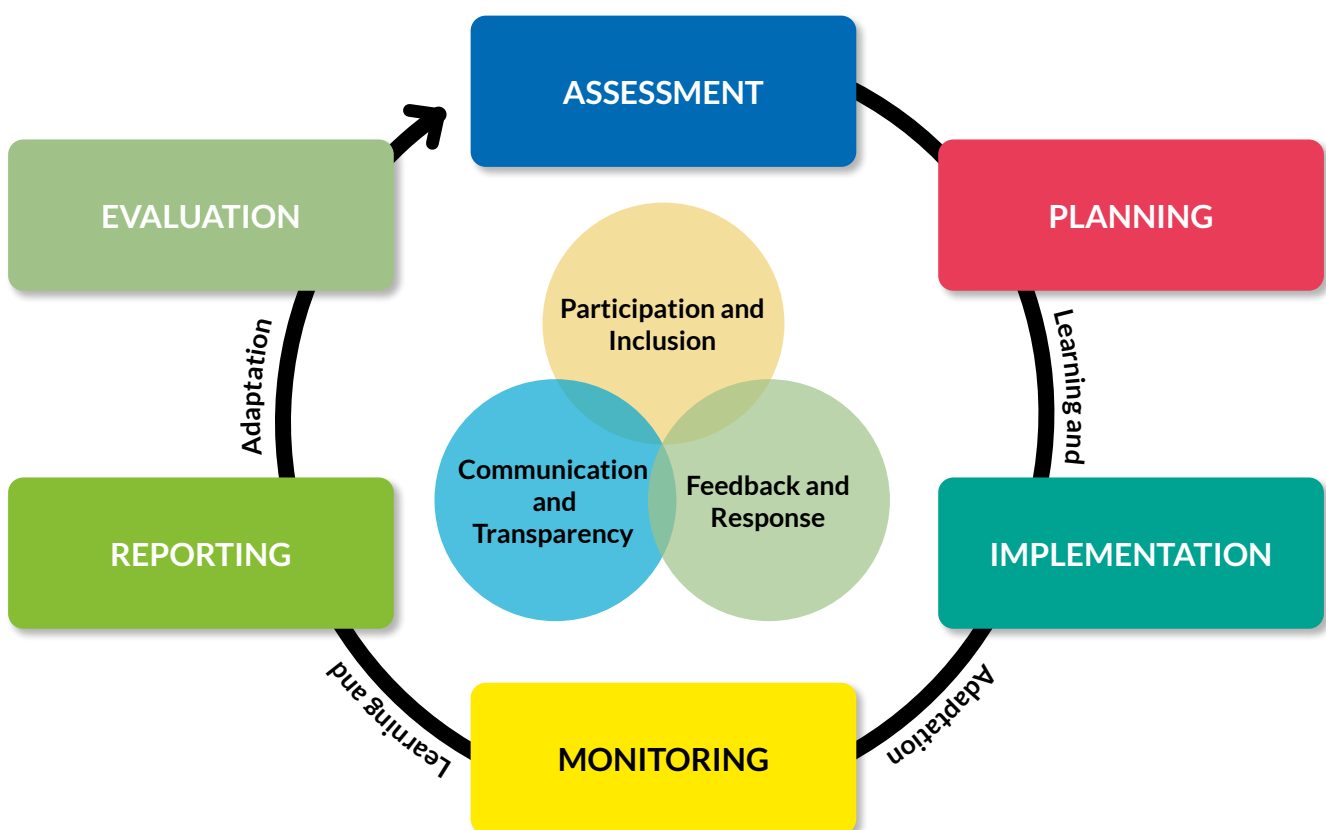 ASSESSMENT
PLANNING
Learning and
IMPLEMENTATION
Adaptation
MONITORING
Learning and
REPORTING
Adaptation
EVALUATION
Participation and
Inclusion
Communication
and
Transparency
Feedback and
Response